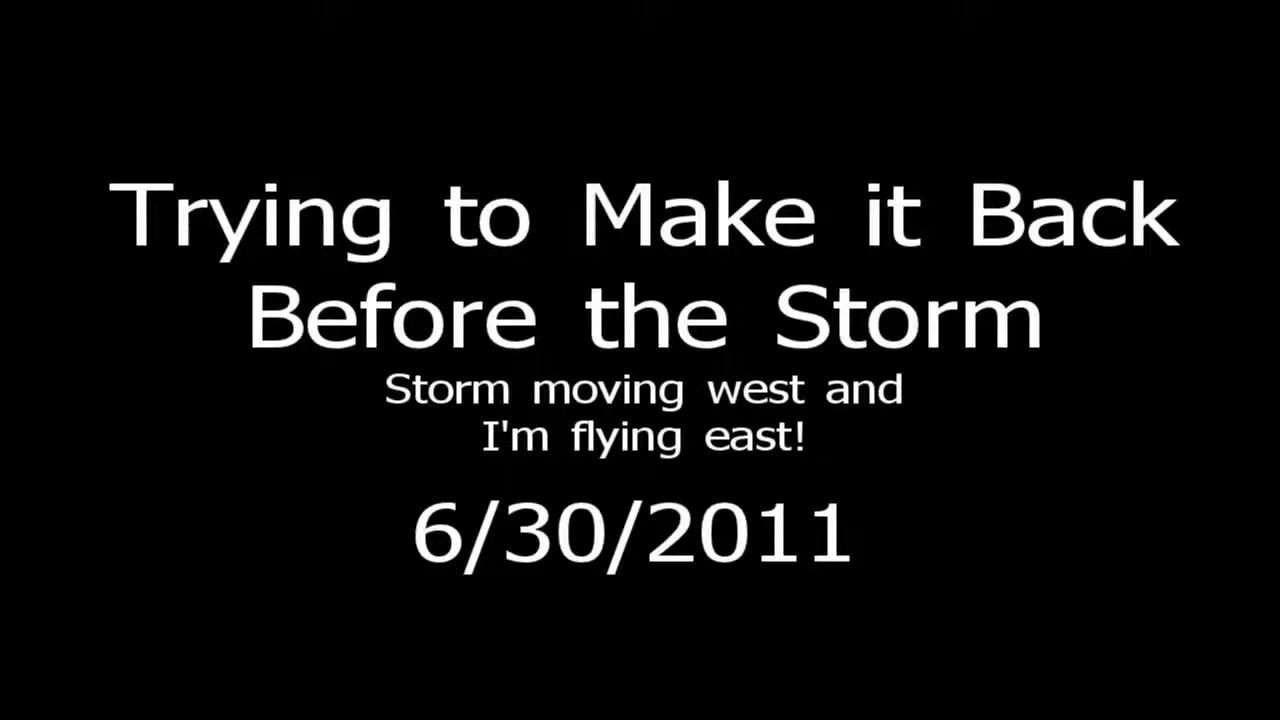 Trying to Make it Back
Before the Storm
Storm moving west and
I'm flying east!
6/30/2011